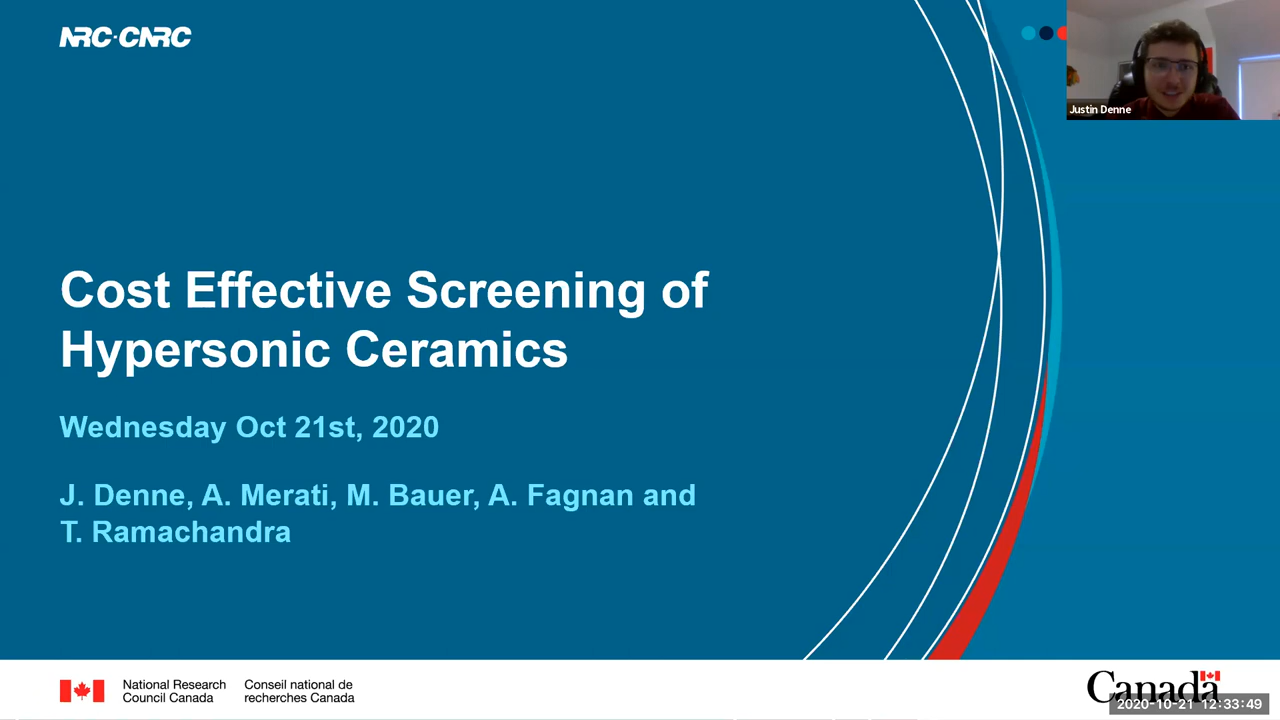 NRC·CNRC
Justin Denne
Cost Effective Screening of
Hypersonic Ceramics
Wednesday Oct 21st, 2020
J. Denne, A. Merati, M. Bauer, A. Fagnan and
T. Ramachandra
National Research
Council Canada
Conseil national de
recherches Canada
Canada
2020-10-21 12:33:49